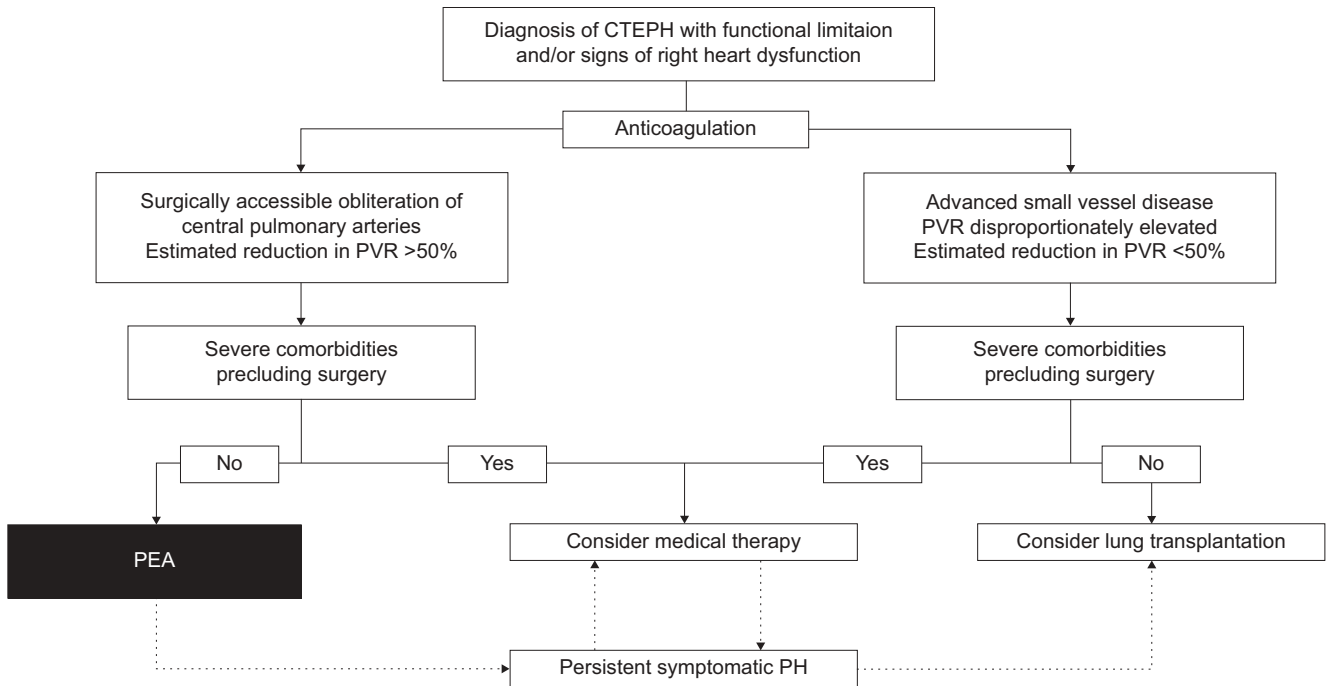 Diagnosis of CTEPH with functional limitaion
and/or signs of right heart dysfunction
Anticoagulation
Surgically accessible obliteration of
central pulmonary arteries
Estimated reduction in PVR >50%
Advanced small vessel disease
PVR disproportionately elevated
Estimated reduction in PVR <50%
Severe comorbidities
precluding surgery
Severe comorbidities
precluding surgery
No
Yes
Yes
No
PEA
Consider medical therapy
Consider lung transplantation
Persistent symptomatic PH